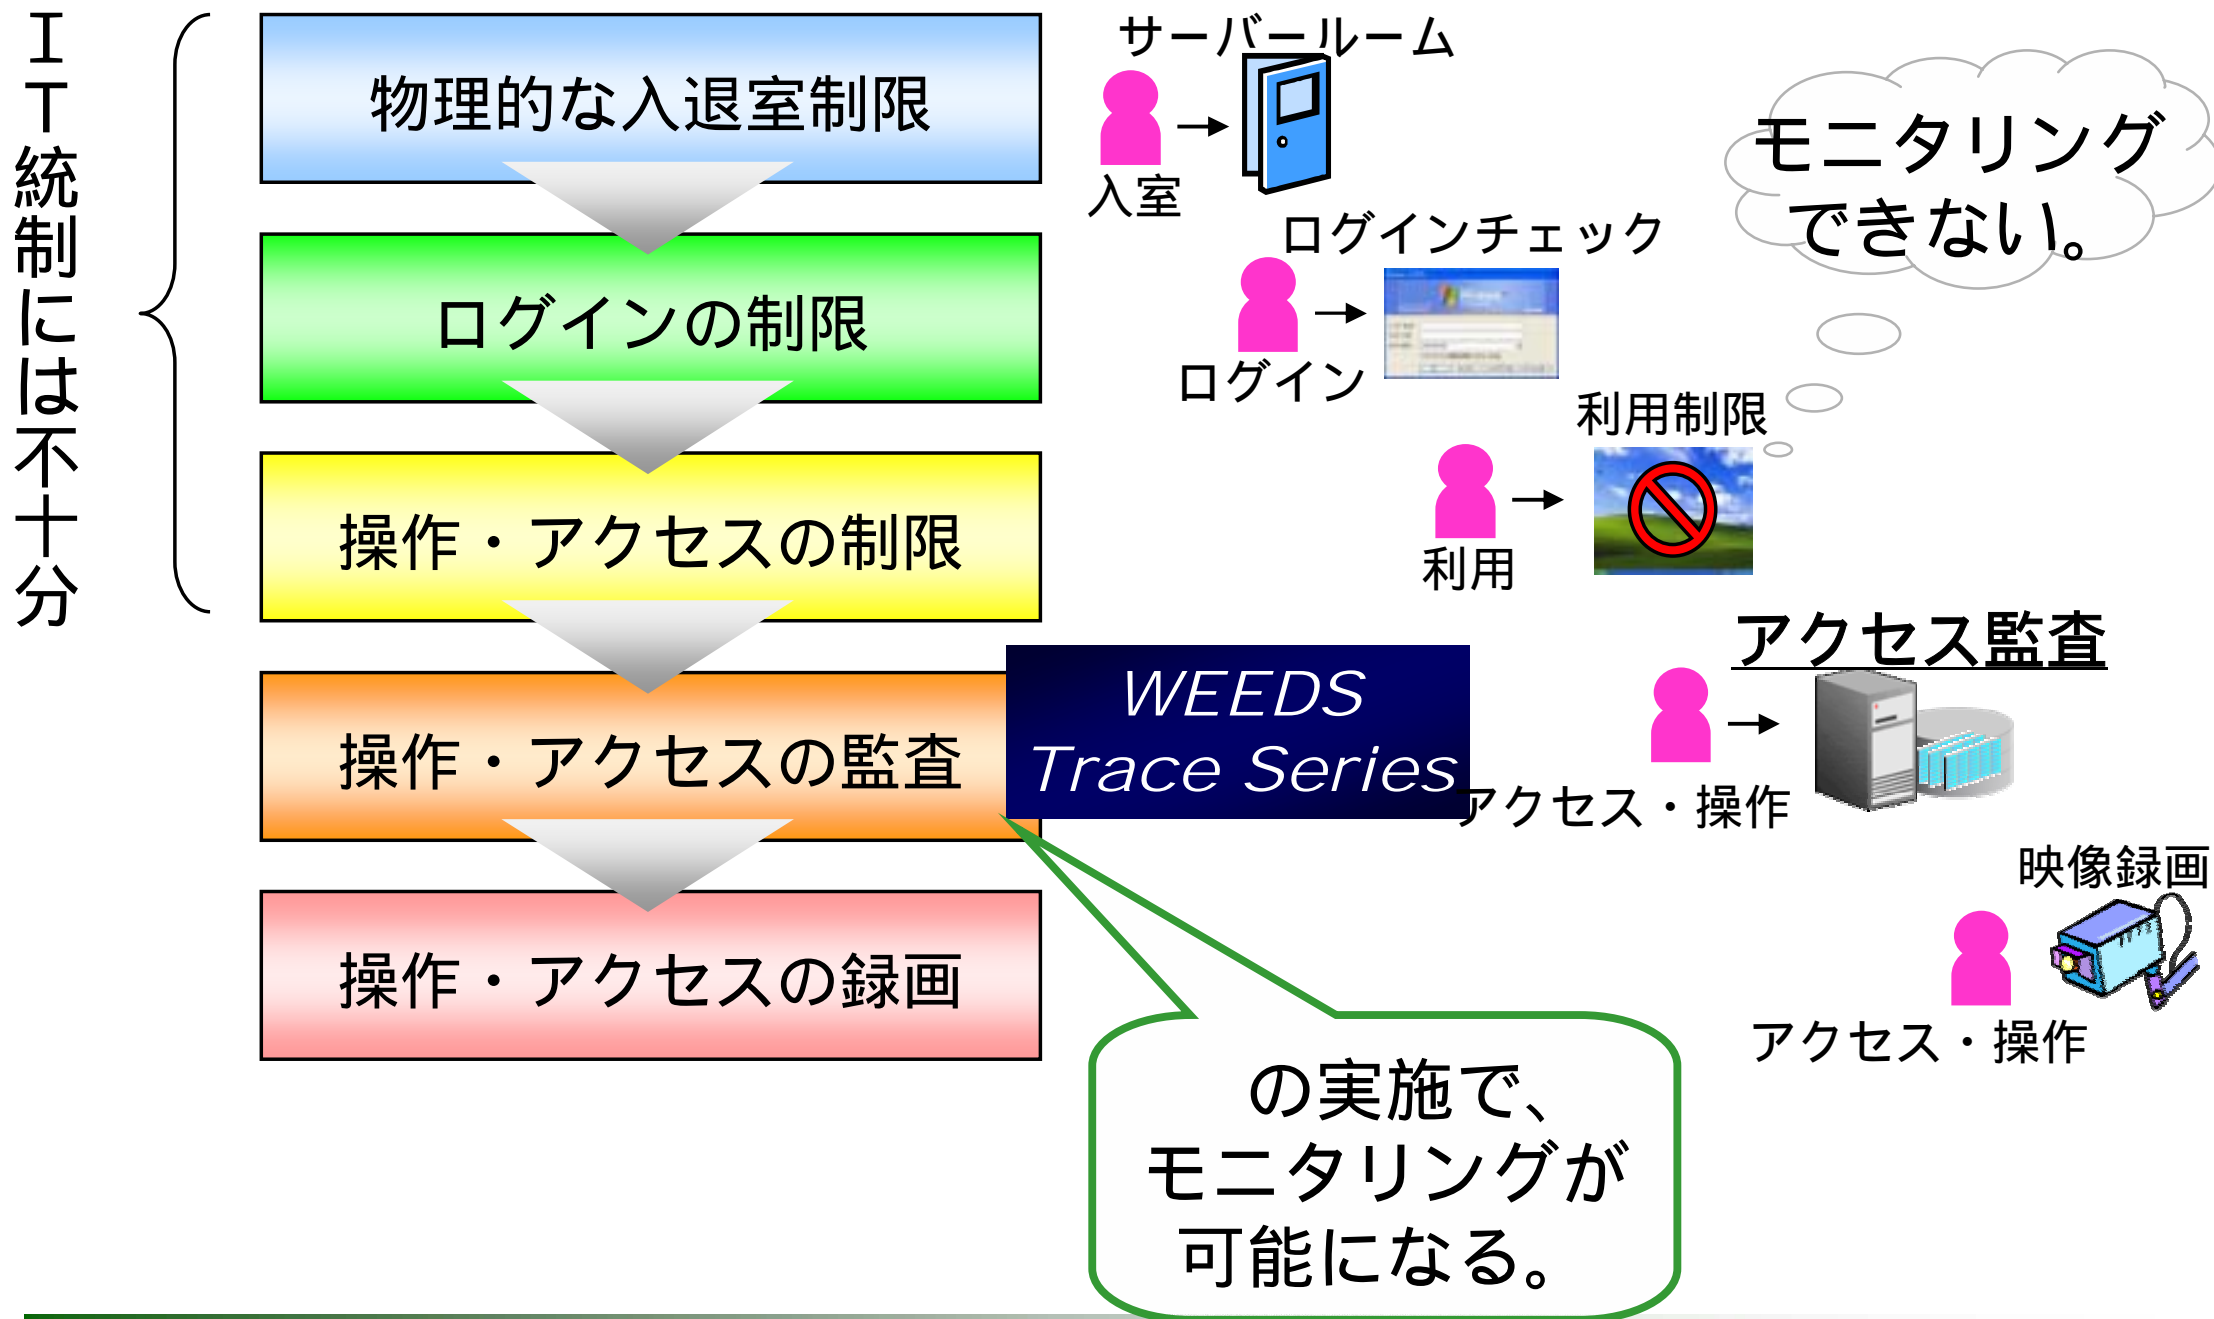 ＩＴ統制には不十分
物理的な入退室制限
ログインの制限
操作・アクセスの制限
操作・アクセスの監査
操作・アクセスの録画
サーバールーム
入室
ログインチェック
ログイン
利用制限
利用
モニタリング
できない。
WEEDS
Trace Series
アクセス監査
アクセス・操作
映像録画
アクセス・操作
の実施で、
モニタリングが
可能になる。